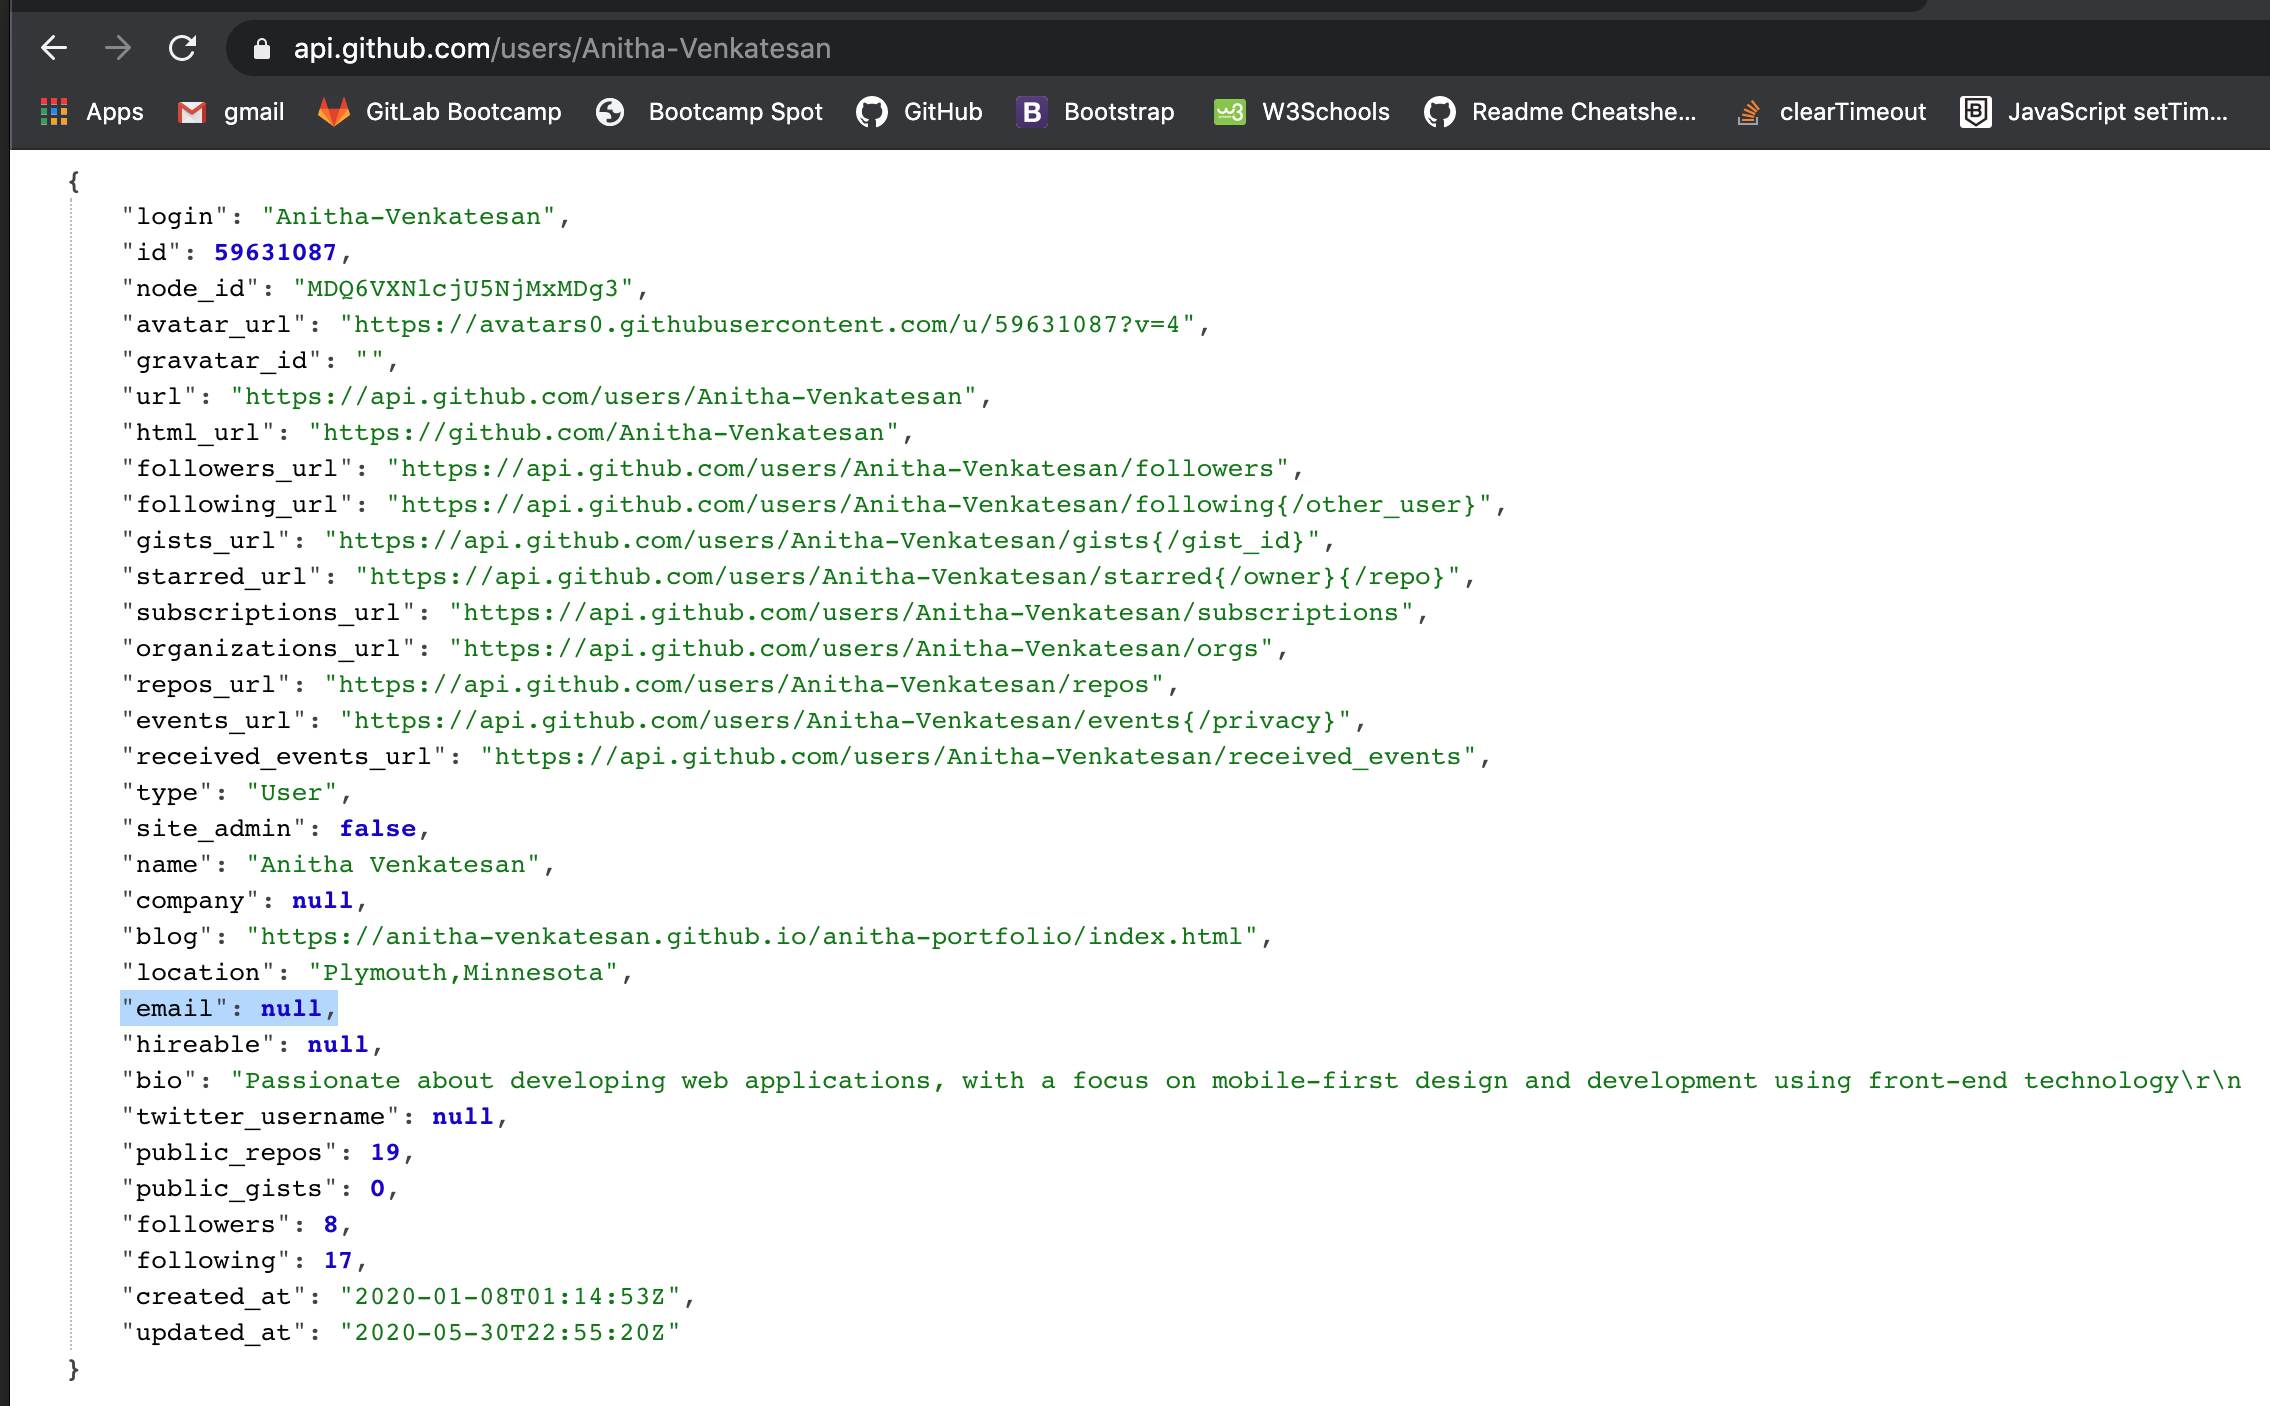 api.github.com/users/Anitha-Venkatesan
Apps gmail GitLab Bootcamp Bootcamp Spot GitHub B Bootstrap w3 W3Schools Readme Cheatshe... clearTimeout B JavaScript setTim...
{
"login": "Anitha-Venkatesan",
"id": 59631087,
"node_id": "MDQ6VXNlcjU5NjMxMDg3",
"avatar_url": "https://avatars0.githubusercontent.com/u/59631087?v=4",
"gravatar_id": "",
"url": "https://api.github.com/users/Anitha-Venkatesan",
"html_url": "https://github.com/Anitha-Venkatesan",
"followers_url": "https://api.github.com/users/Anitha-Venkatesan/followers",
"following_url": "https://api.github.com/users/Anitha-Venkatesan/following{/other_user}",
"gists_url": "https://api.github.com/users/Anitha-Venkatesan/gists{/gist_id}",
"starred_url": "https://api.github.com/users/Anitha-Venkatesan/starred{/owner}{/repo}",
"subscriptions_url": "https://api.github.com/users/Anitha-Venkatesan/subscriptions",
"organizations_url": "https://api.github.com/users/Anitha-Venkatesan/orgs",
"repos_url": "https://api.github.com/users/Anitha-Venkatesan/repos",
"events_url": "https://api.github.com/users/Anitha-Venkatesan/events{/privacy}",
"received_events_url": "https://api.github.com/users/Anitha-Venkatesan/received_events",
"type": "User",
"site_admin": false,
"name": "Anitha Venkatesan",
"company": null,
"blog": "https://anitha-venkatesan.github.io/anitha-portfolio/index.html",
"location": "Plymouth,Minnesota",
"email": null,
"hireable": null,
"bio": "Passionate about developing web applications, with a focus on mobile-first design and development using front-end technology\r\n
"twitter_username": null,
"public_repos": 19,
"public_gists": 0,
"followers": 8,
"following": 17,
"created_at": "2020-01-08T01:14:53Z",
"updated_at": "2020-05-30T22:55:20Z"
}